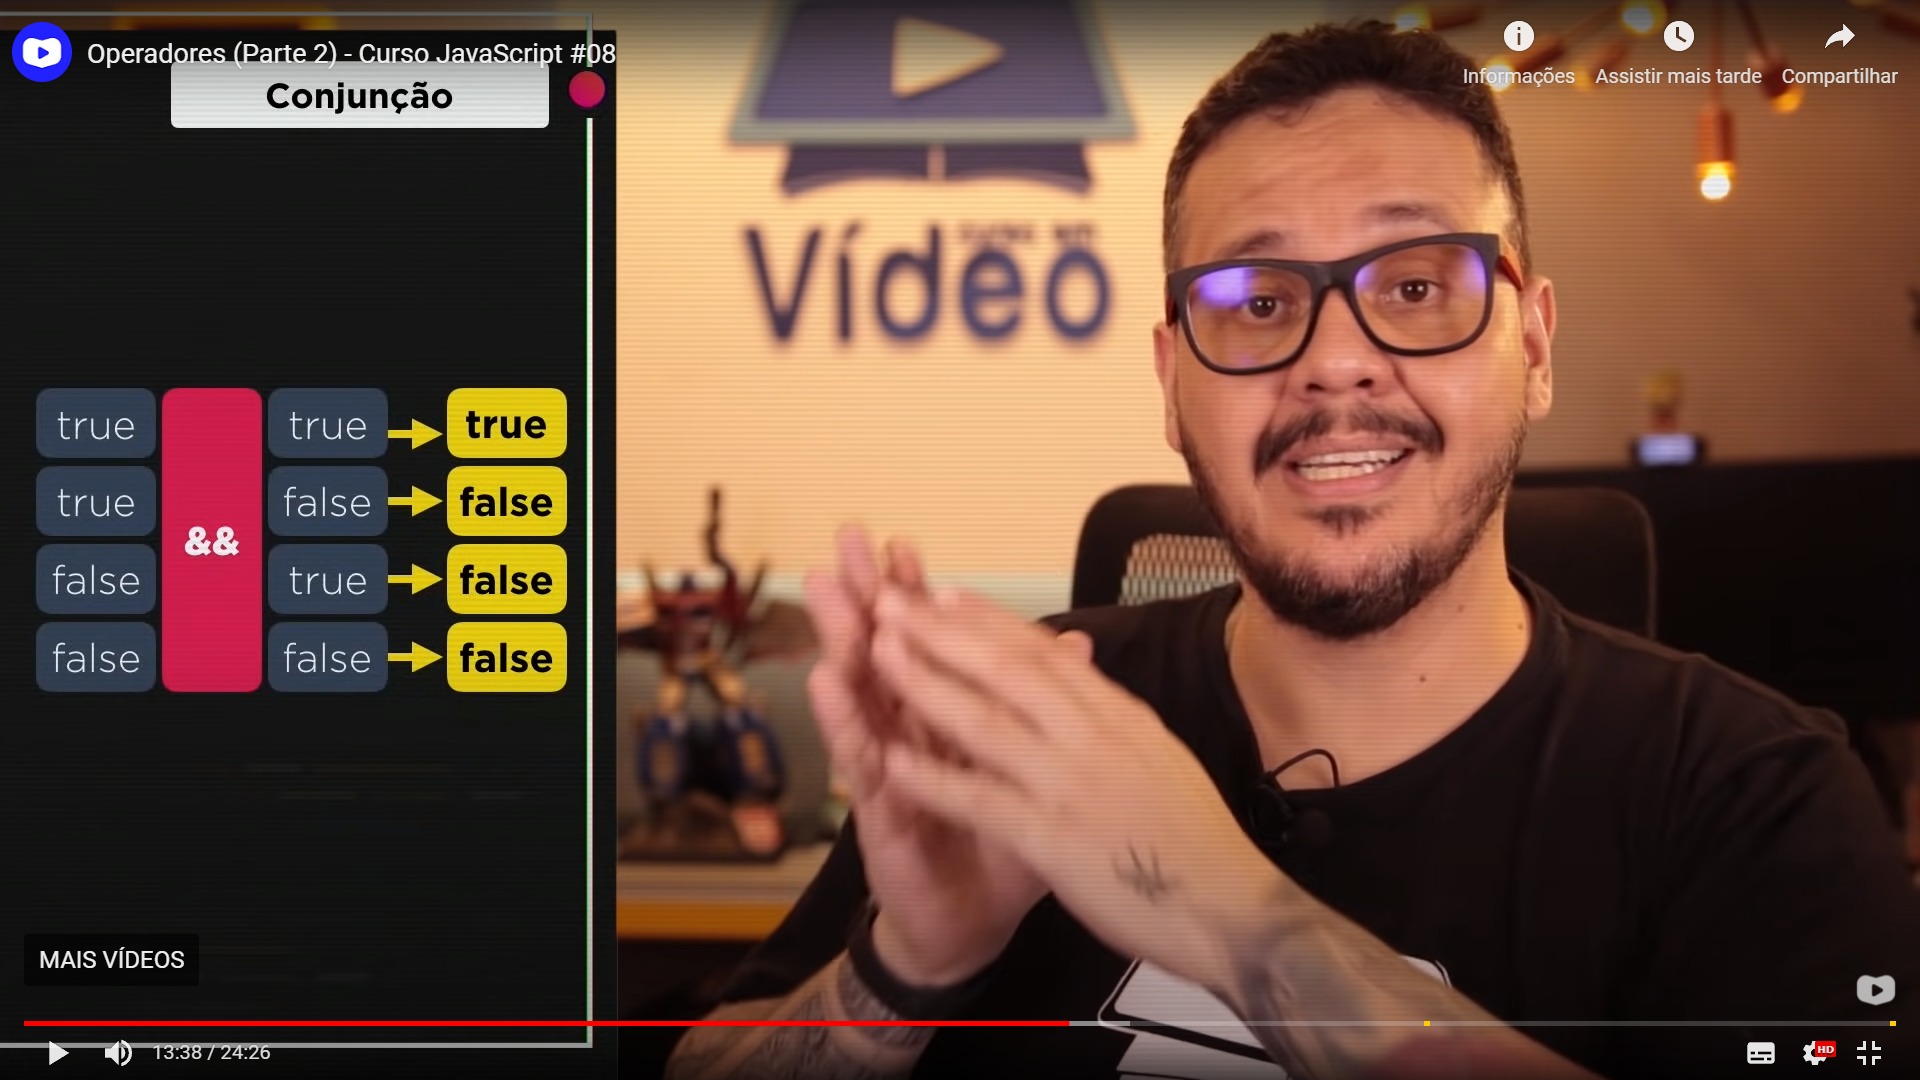 Operadores (Parte 2) - Curso JavaScript #08
Informações
Assistir mais tarde
Compartilhar
Conjunção
Vídeo
true true true
true false false
&&
false true false
false false false
MAIS VÍDEOS
13:38 / 24:26
HD